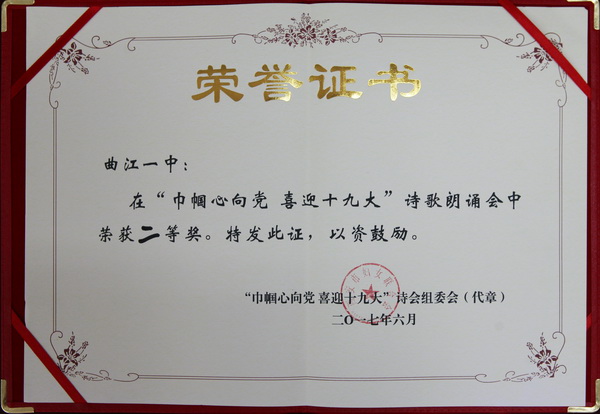 荣誉证书
曲江一中：
在“巾帼心向党 喜迎十九大”诗歌朗诵会中
荣获二等奖。特发此证，以资鼓励。
“巾帼心向党 喜迎十九大”诗会组委会（代章）
二〇一七年六月